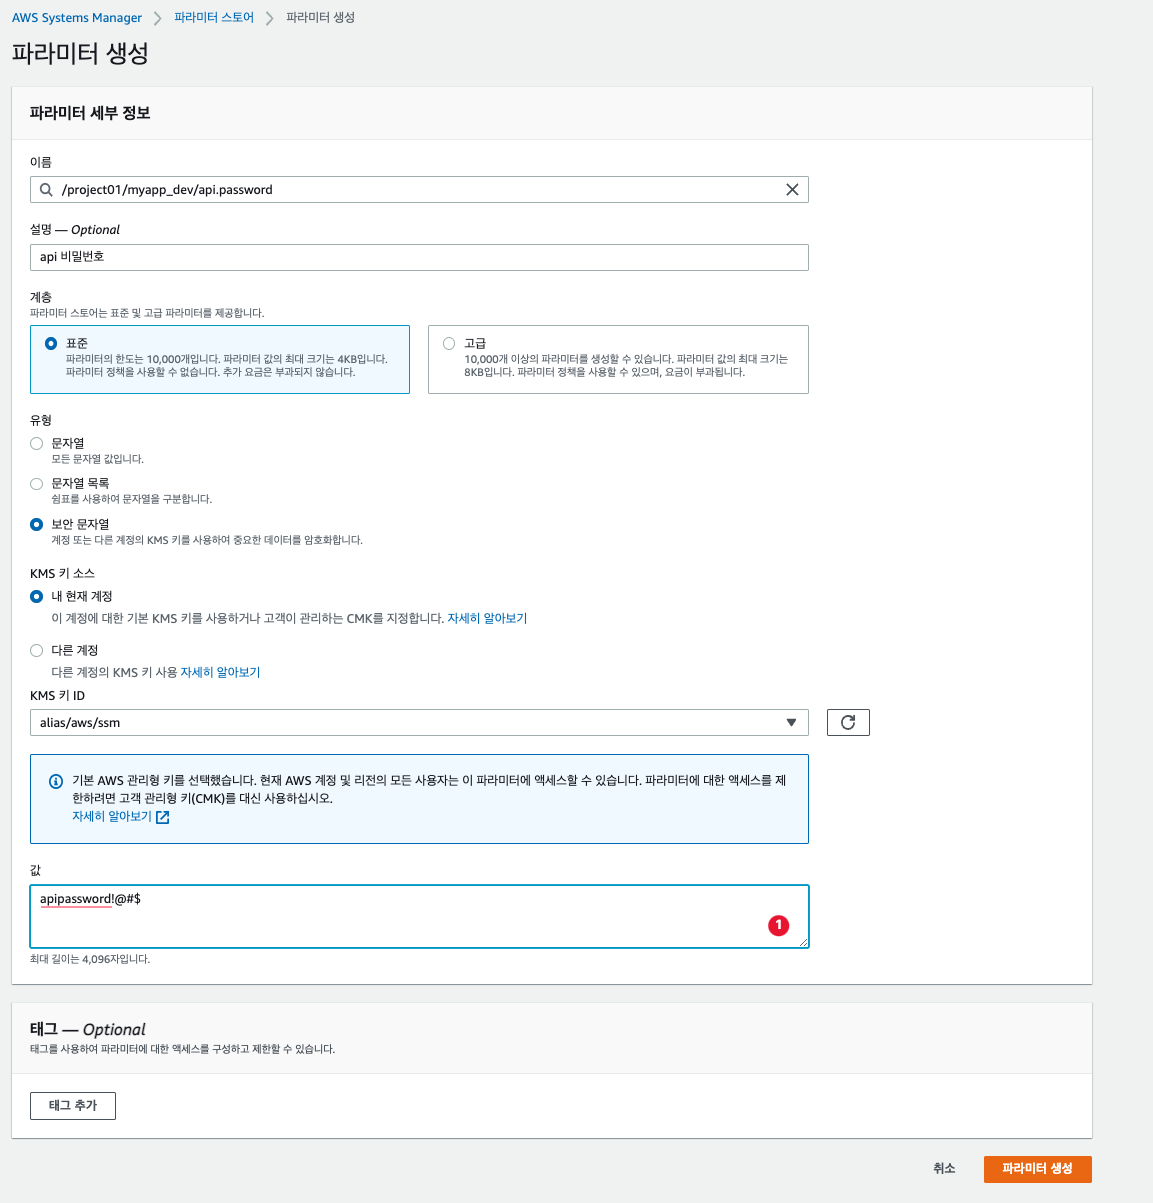 AWS Systems Manager > 파라미터 스토어 > 파라미터 생성
파라미터 생성
파라미터 세부 정보
이름
/project01/myapp_dev/api.password
설명 — Optional
api 비밀번호
계층
파라미터 스토어는 표준 및 고급 파라미터를 제공합니다.
표준
파라미터의 한도는 10,000개입니다. 파라미터 값의 최대 크기는 4KB입니다.
파라미터 정책을 사용할 수 없습니다. 추가 요금은 부과되지 않습니다.
고급
10,000개 이상의 파라미터를 생성할 수 있습니다. 파라미터 값의 최대 크기는
8KB입니다. 파라미터 정책을 사용할 수 있으며, 요금이 부과됩니다.
유형
문자열
모든 문자열 값입니다.
문자열 목록
쉼표를 사용하여 문자열을 구분합니다.
보안 문자열
계정 또는 다른 계정의 KMS 키를 사용하여 중요한 데이터를 암호화합니다.
KMS 키 소스
내 현재 계정
이 계정에 대한 기본 KMS 키를 사용하거나 고객이 관리하는 CMK를 지정합니다. 자세히 알아보기
다른 계정
다른 계정의 KMS 키 사용 자세히 알아보기
KMS 키 ID
alias/aws/ssm
기본 AWS 관리형 키를 선택했습니다. 현재 AWS 계정 및 리전의 모든 사용자는 이 파라미터에 액세스할 수 있습니다. 파라미터에 대한 액세스를 제
한하려면 고객 관리형 키(CMK)를 대신 사용하십시오.
자세히 알아보기
값
apipassword!@#$
1
최대 길이는 4,096자입니다.
태그 — Optional
태그를 사용하여 파라미터에 대한 액세스를 구성하고 제한할 수 있습니다.
태그 추가
취소
파라미터 생성